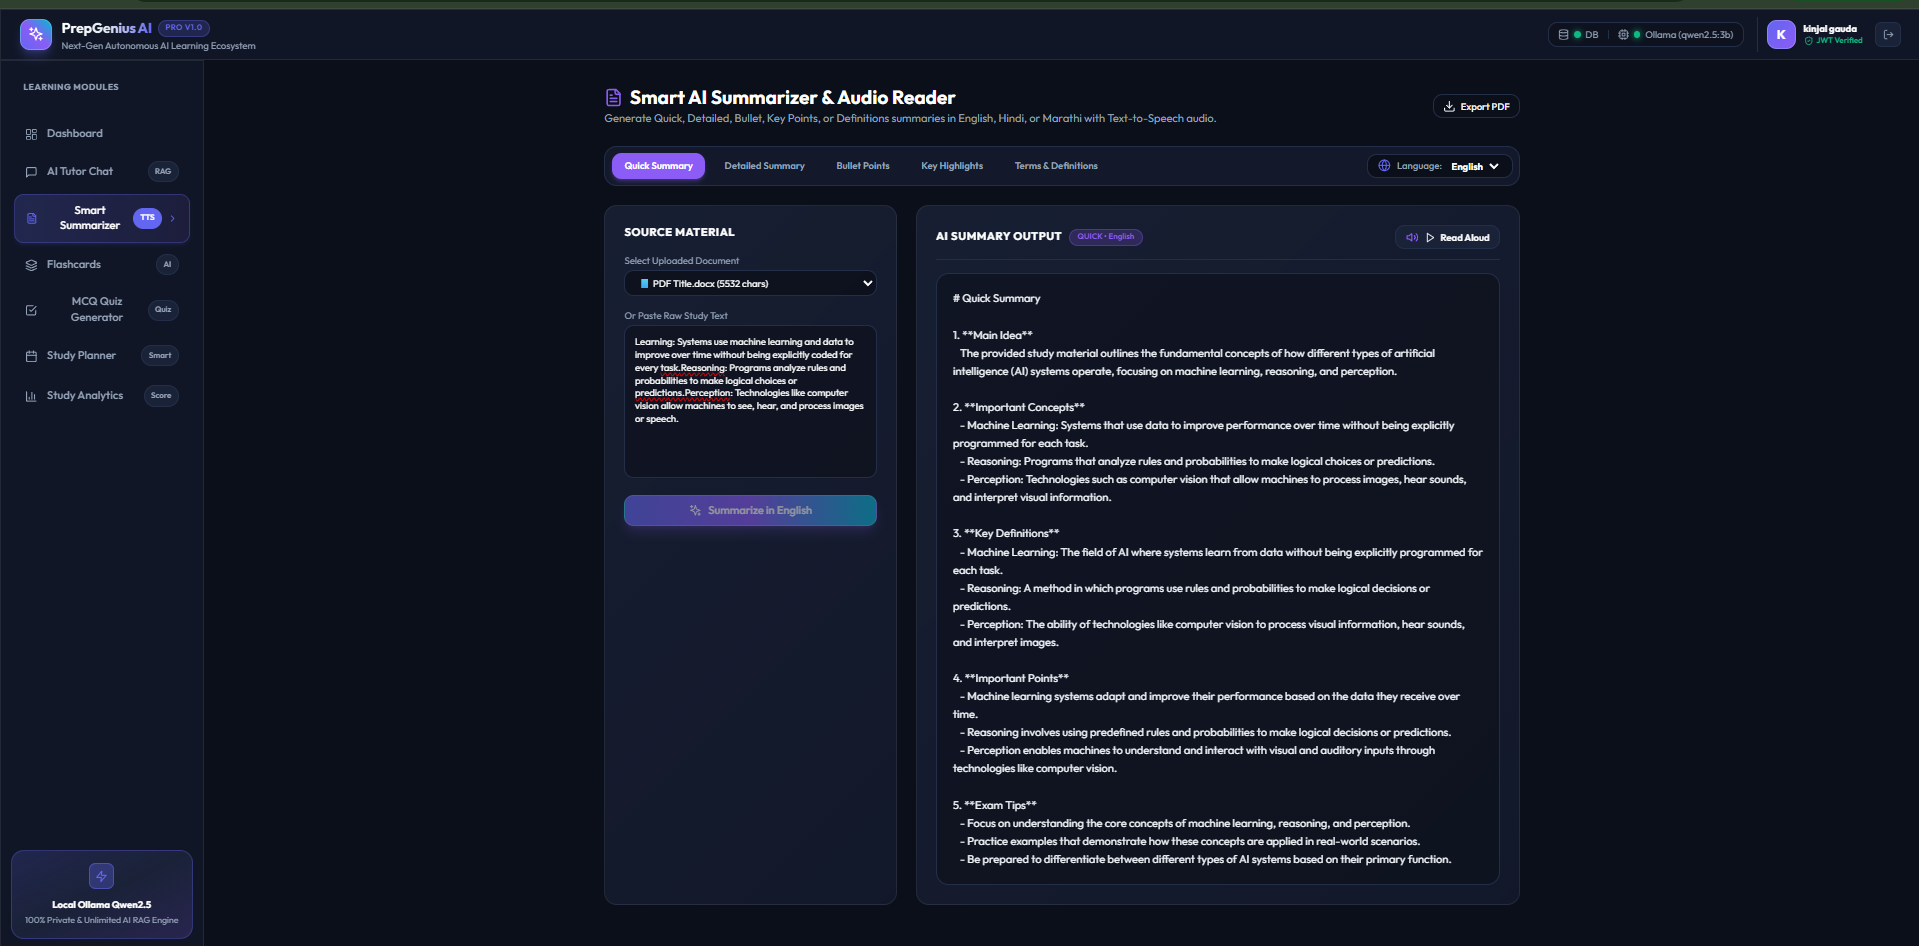 PrepGenius AI PRO V1.0
Next-Gen Autonomous AI Learning Ecosystem
DB Ollama (qwen2.5:3b)
K kinjal gauda
JWT Verified
LEARNING MODULES
Dashboard
AI Tutor Chat RAG
Smart
Summarizer TTS
Flashcards AI
MCQ Quiz
Generator Quiz
Study Planner Smart
Study Analytics Score
Local Ollama Qwen2.5
100% Private & Unlimited AI RAG Engine
Smart AI Summarizer & Audio Reader
Generate Quick, Detailed, Bullet, Key Points, or Definitions summaries in English, Hindi, or Marathi with Text-to-Speech audio.
Export PDF
Quick Summary Detailed Summary Bullet Points Key Highlights Terms & Definitions Language: English
SOURCE MATERIAL
Select Uploaded Document
PDF Title.docx (5532 chars)
Or Paste Raw Study Text
Learning: Systems use machine learning and data to
improve over time without being explicitly coded for
every task.Reasoning: Programs analyze rules and
probabilities to make logical choices or
predictions.Perception: Technologies like computer
vision allow machines to see, hear, and process images
or speech.
Summarize in English
AI SUMMARY OUTPUT QUICK • English Read Aloud
# Quick Summary
1. **Main Idea**
The provided study material outlines the fundamental concepts of how different types of artificial
intelligence (AI) systems operate, focusing on machine learning, reasoning, and perception.
2. **Important Concepts**
- Machine Learning: Systems that use data to improve performance over time without being explicitly
programmed for each task.
- Reasoning: Programs that analyze rules and probabilities to make logical choices or predictions.
- Perception: Technologies such as computer vision that allow machines to process images, hear sounds,
and interpret visual information.
3. **Key Definitions**
- Machine Learning: The field of AI where systems learn from data without being explicitly programmed for
each task.
- Reasoning: A method in which programs use rules and probabilities to make logical decisions or
predictions.
- Perception: The ability of technologies like computer vision to process visual information, hear sounds,
and interpret images.
4. **Important Points**
- Machine learning systems adapt and improve their performance based on the data they receive over
time.
- Reasoning involves using predefined rules and probabilities to make logical decisions or predictions.
- Perception enables machines to understand and interact with visual and auditory inputs through
technologies like computer vision.
5. **Exam Tips**
- Focus on understanding the core concepts of machine learning, reasoning, and perception.
- Practice examples that demonstrate how these concepts are applied in real-world scenarios.
- Be prepared to differentiate between different types of AI systems based on their primary function.